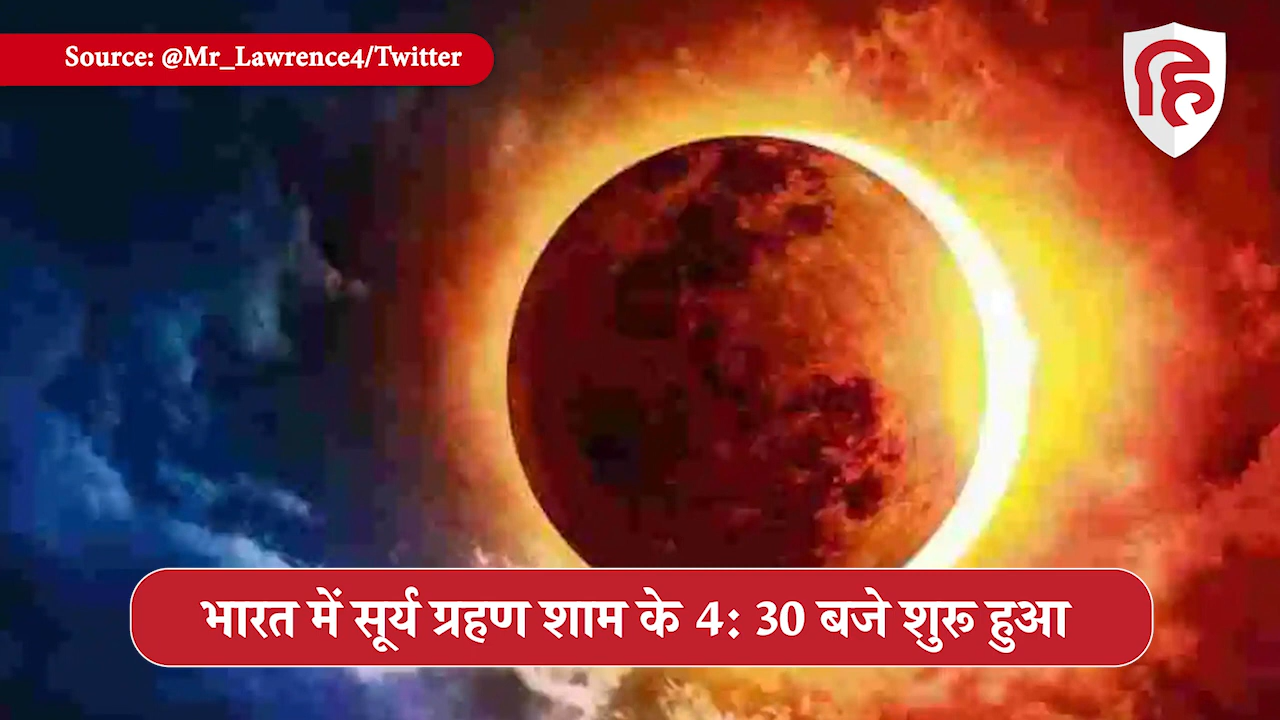 Source: @Mr_Lawrence4/Twitter
हि
भारत में सूर्य ग्रहण शाम के 4: 30 बजे शुरू हुआ